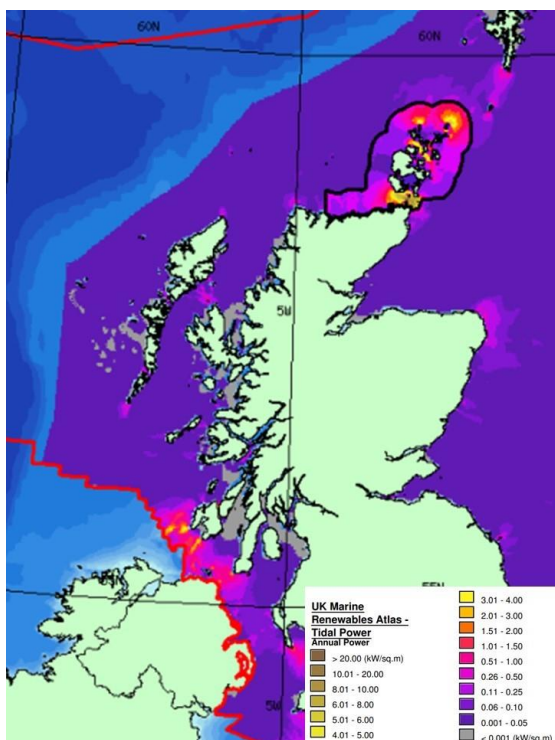 60N
60N
5W
55N
5W
UK Marine
Renewables Atlas -
Tidal Power
Annual Power
> 20.00 (kW/sq.m)
10.01 - 20.00
8.01 - 10.00
6.01 - 8.00
5.01 - 6.00
4.01 - 5.00
3.01 - 4.00
2.01 - 3.00
1.51 - 2.00
1.01 - 1.50
0.51 - 1.00
0.26 - 0.50
0.11 - 0.25
0.06 - 0.10
0.001 - 0.05
< 0.001 (kW/sq.m)